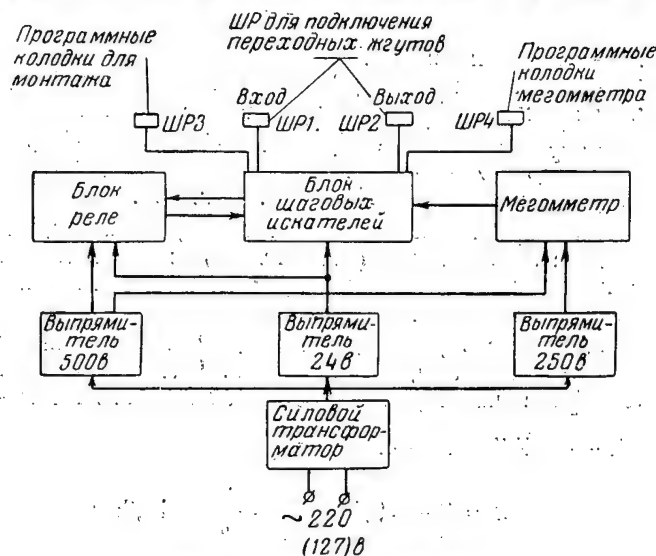 Программные
колодки для
монтажа
ШР для подключения
переходных жгутов
Программные
колодки
мегомметра
ШР3
Вход
ШР1.
Выход
ШР2
ШР4
Блок
реле
Блок
шаговых
искателей
Мегомметр
Выпрями-
тель
500в
Выпрями-
тель
24в
Выпрями-
тель
250в
Силовой
трансфор-
матор
~220
(127)в